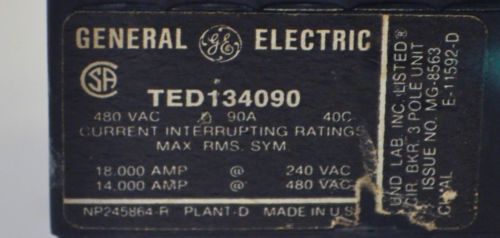 GENERAL GE ELECTRIC
SA
TED134090
480 VAC 90A 40C
CURRENT INTERRUPTING RATINGS
MAX. RMS. SYM.
18.000 AMP @ 240 VAC
14.000 AMP @ 480 VAC
NP245864-R PLANT-D MADE IN U.S.
UND. LAB. INC. LISTED®
CIR. BKR. 3 POLE UNIT
ISSUE NO. MG-8563
E-11592-D